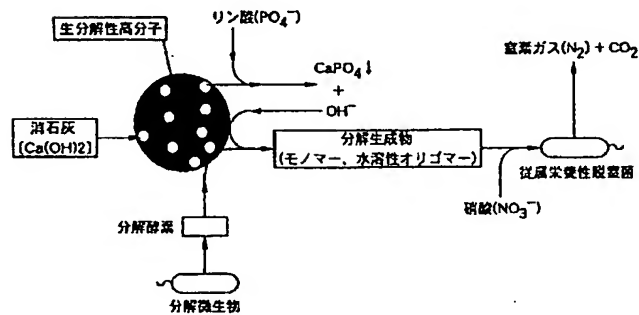 生分解性高分子
リン酸(PO₄⁻)
CaPO₄↓
+
OH⁻
消石灰
[Ca(OH)2]
分解生成物
(モノマー、水溶性オリゴマー)
窒素ガス(N₂) + CO₂
従属栄養性脱窒菌
硝酸(NO₃⁻)
分解酵素
分解微生物